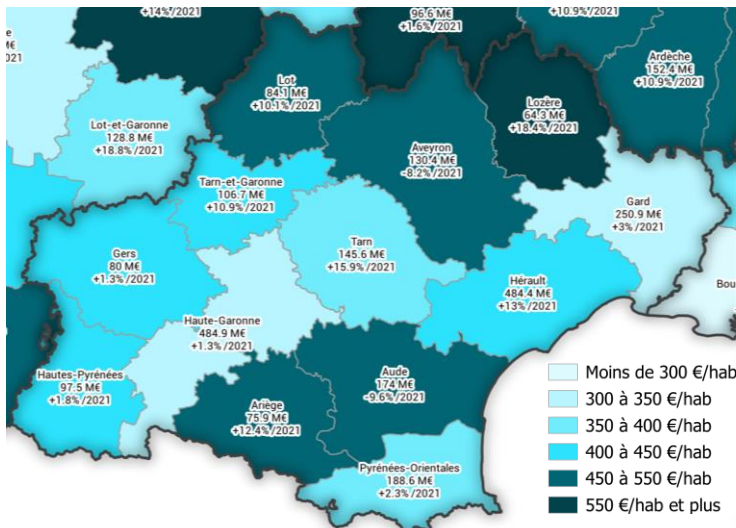 +14%/2021
96.6 M€
+1.6%/2021
+10.9%/2021
Ardèche
152.4 M€
+10.9%/2021
Lot
84.1 M€
+10.1%/2021
Lozère
64.3 M€
+18.4%/2021
Lot-et-Garonne
128.8 M€
+18.8%/2021
Aveyron
130.4 M€
-8.2%/2021
Tarn-et-Garonne
106.7 M€
+10.9%/2021
Gard
250.9 M€
+3%/2021
Gers
80 M€
+1.3%/2021
Tarn
145.6 M€
+15.9%/2021
Hérault
484.4 M€
+13%/2021
Bou
Haute-Garonne
484.9 M€
+1.3%/2021
Hautes-Pyrénées
97.5 M€
+1.8%/2021
Aude
174 M€
-9.6%/2021
Ariège
75.9 M€
+12.4%/2021
Pyrénées-Orientales
188.6 M€
+2.3%/2021
Moins de 300 €/hab
300 à 350 €/hab
350 à 400 €/hab
400 à 450 €/hab
450 à 550 €/hab
550 €/hab et plus